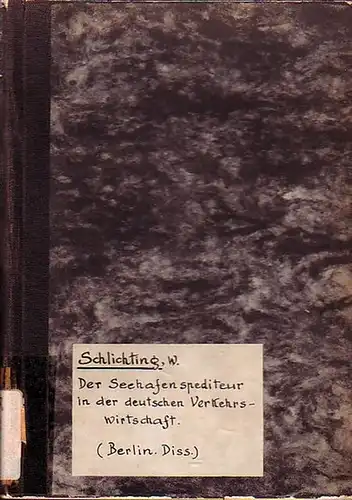 Schlichting, W.
Der Seehafenspediteur
in der deutschen Verkehrs-
wirtschaft.
(Berlin. Diss.)